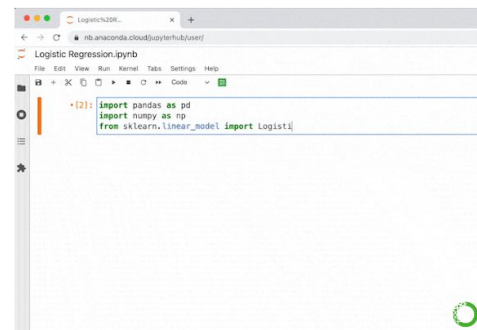 Logistic%20R...
nb.anaconda.cloud/jupyterhub/user/
Logistic Regression.ipynb
File Edit View Run Kernel Tabs Settings Help
Code
[2]:
import pandas as pd
import numpy as np
from sklearn.linear_model import Logisti